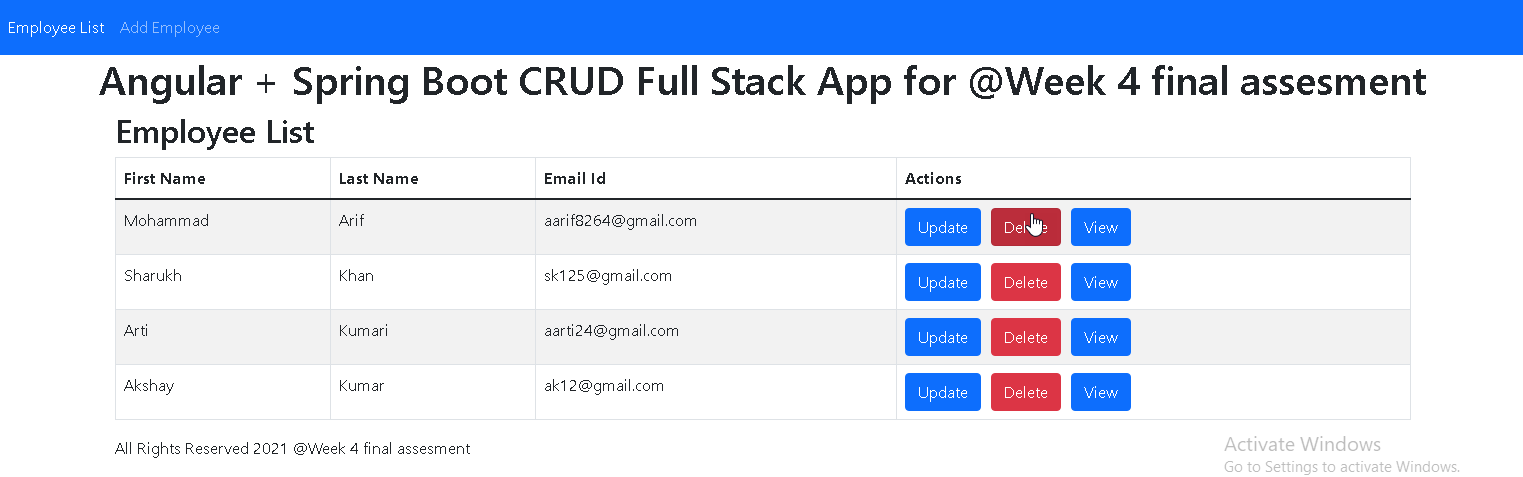 Employee List Add Employee
Angular + Spring Boot CRUD Full Stack App for @Week 4 final assesment
Employee List
First Name Last Name Email Id Actions
Mohammad Arif aarif8264@gmail.com Update Delete View
Sharukh Khan sk125@gmail.com Update Delete View
Arti Kumari aarti24@gmail.com Update Delete View
Akshay Kumar ak12@gmail.com Update Delete View
All Rights Reserved 2021 @Week 4 final assesment
Activate Windows
Go to Settings to activate Windows.